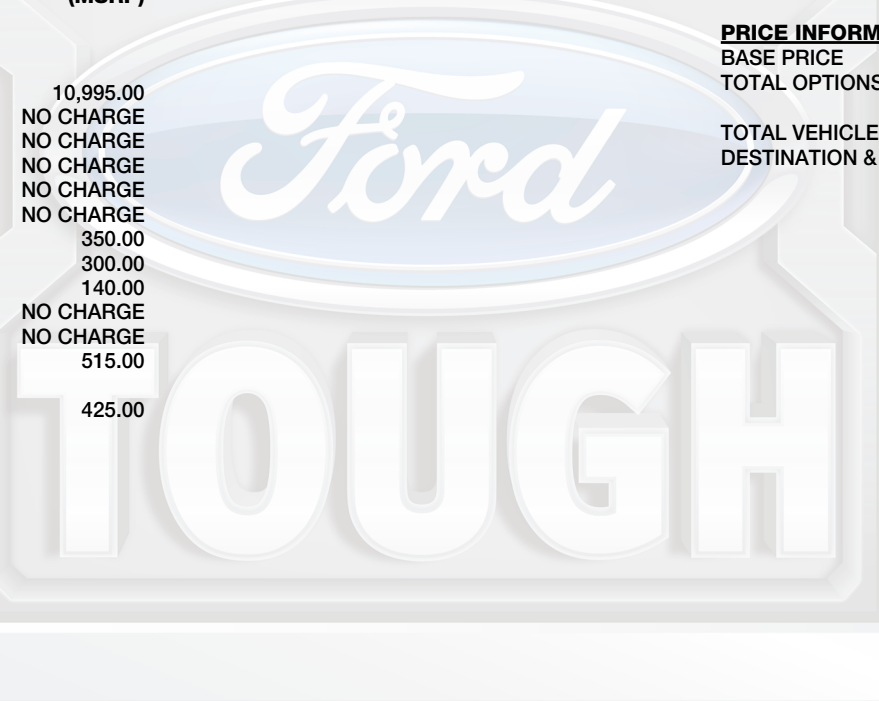 (MSRP)
10,995.00
NO CHARGE
NO CHARGE
NO CHARGE
NO CHARGE
NO CHARGE
350.00
300.00
140.00
NO CHARGE
NO CHARGE
515.00
425.00
PRICE INFORM
BASE PRICE
TOTAL OPTIONS
TOTAL VEHICLE
DESTINATION &
Ford
TOUGH